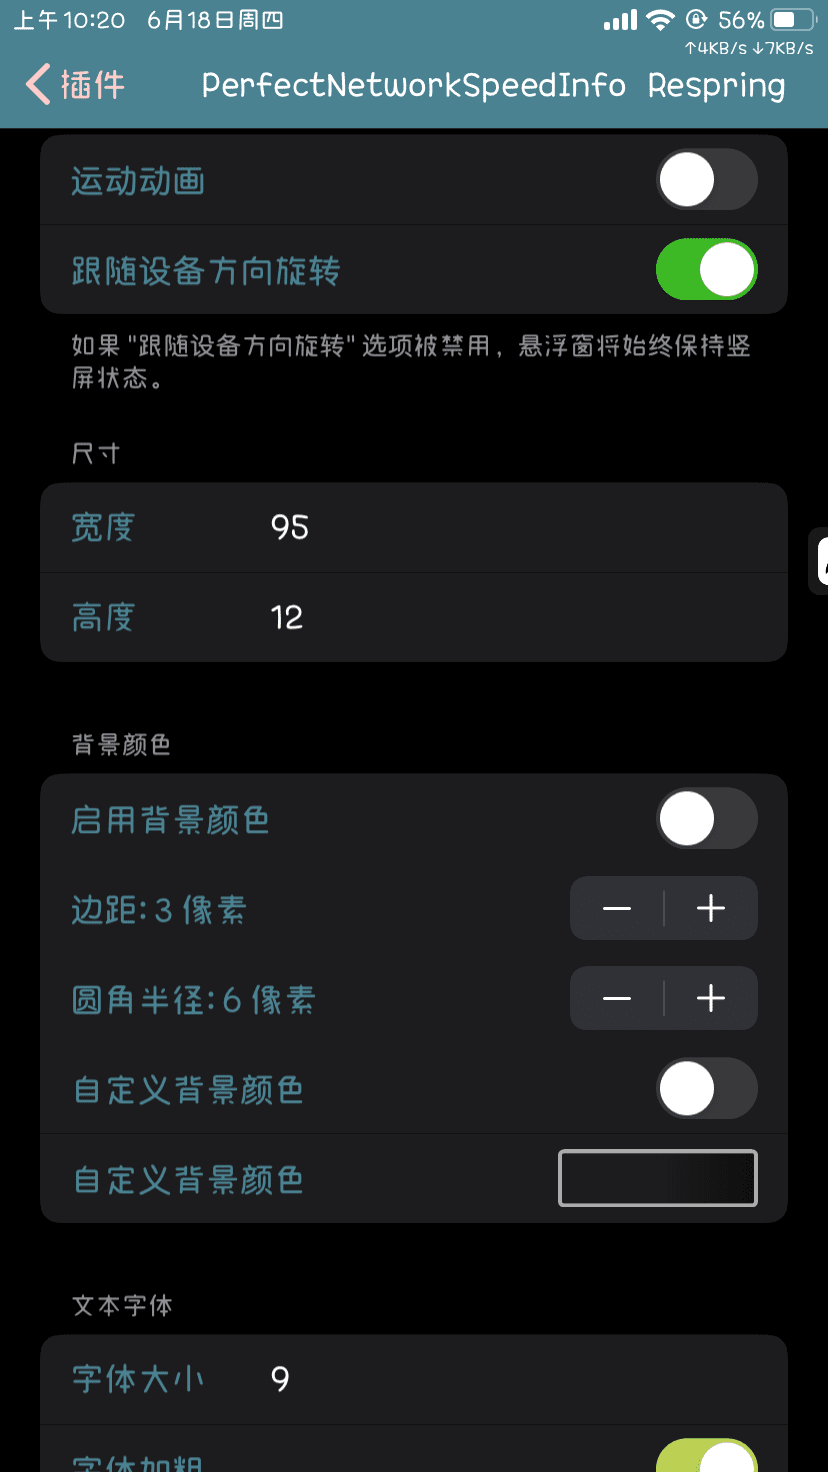 上午10:20 6月18日周四 56%
↑4KB/s ↓7KB/s
插件 PerfectNetworkSpeedInfo Respring
运动动画
跟随设备方向旋转
如果 "跟随设备方向旋转" 选项被禁用，悬浮窗将始终保持竖
屏状态。
尺寸
宽度 95
高度 12
背景颜色
启用背景颜色
边距: 3 像素
圆角半径: 6 像素
自定义背景颜色
自定义背景颜色
文本字体
字体大小 9
字体加粗